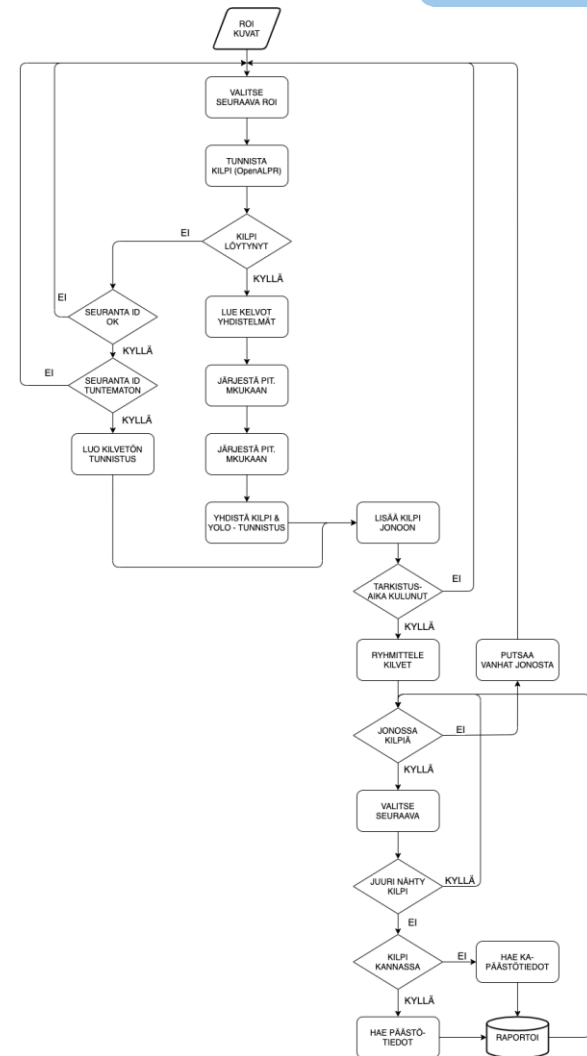 ROI
KUVAT
VALITSE
SEURAAVA ROI
TUNNISTA
KILPI (OpenALPR)
KILPI
LÖYTYNYT
EI
KYLLÄ
SEURANTA ID
OK
EI
KYLLÄ
SEURANTA ID
TUNTEMATON
EI
KYLLÄ
LUO KILVETÖN
TUNNISTUS
LUE KELVOT
YHDISTELMÄT
JÄRJESTÄ PIT.
MKUKAAN
JÄRJESTÄ PIT.
MKUKAAN
YHDISTÄ KILPI &
YOLO - TUNNISTUS
LISÄÄ KILPI
JONOON
TARKISTUS-
AIKA KULUNUT
EI
KYLLÄ
RYHMITTELE
KILVET
PUTSAA
VANHAT JONOSTA
JONOSSA
KILPIÄ
EI
KYLLÄ
VALITSE
SEURAAVA
JUURI NÄHTY
KILPI
KYLLÄ
EI
KILPI
KANNASSA
EI
KYLLÄ
HAE KA-
PÄÄSTÖTIEDOT
HAE PÄÄSTÖ-
TIEDOT
RAPORTOI